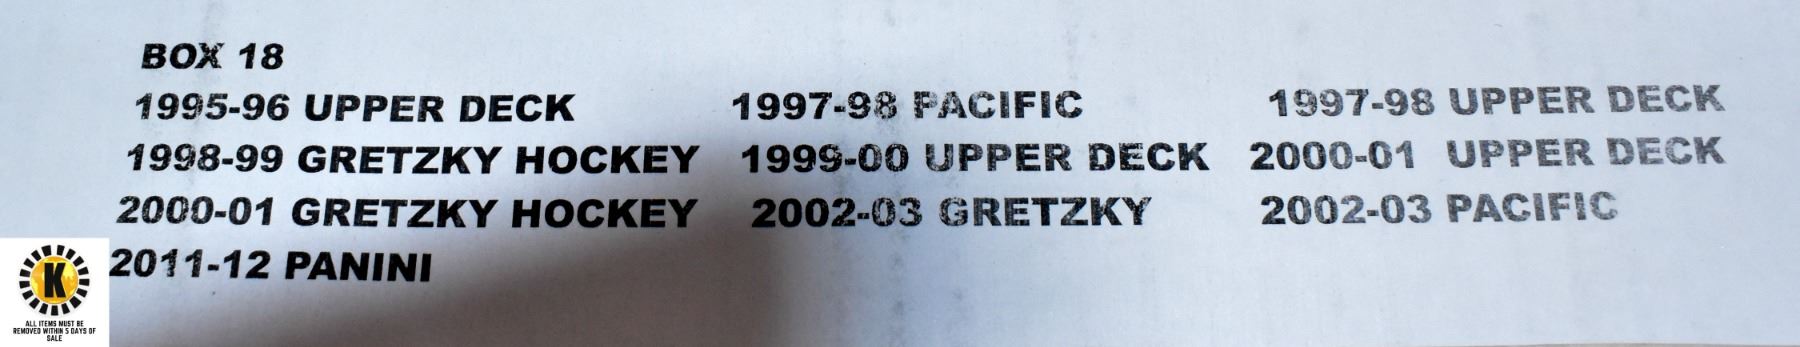 BOX 18
1995-96 UPPER DECK 1997-98 PACIFIC 1997-98 UPPER DECK
1998-99 GRETZKY HOCKEY 1999-00 UPPER DECK 2000-01 UPPER DECK
2000-01 GRETZKY HOCKEY 2002-03 GRETZKY 2002-03 PACIFIC
2011-12 PANINI
K
ALL ITEMS MUST BE
REMOVED WITHIN 5 DAYS OF
SALE